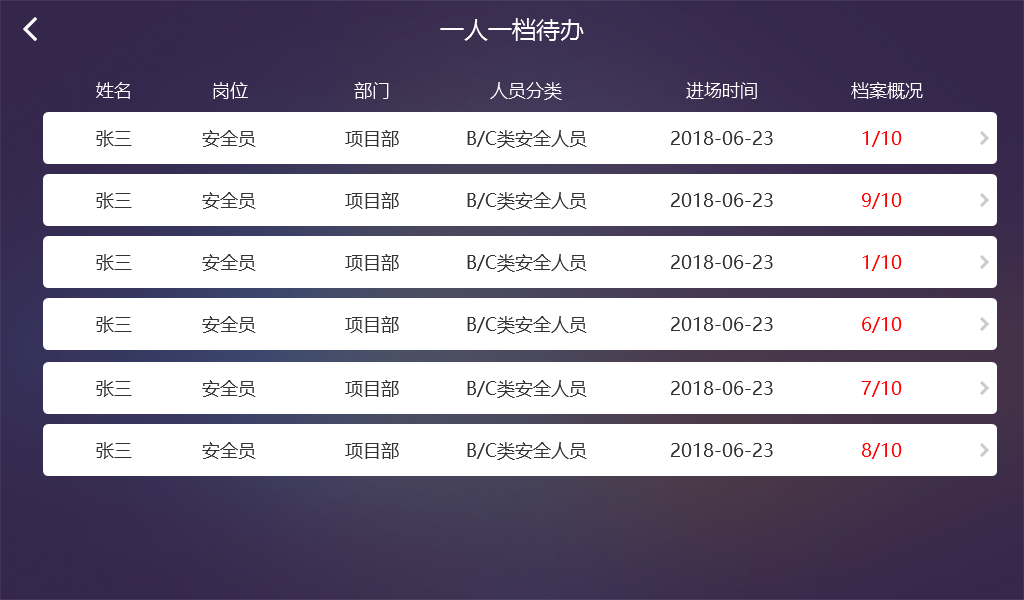 一人一档待办
姓名 岗位 部门 人员分类 进场时间 档案概况
张三 安全员 项目部 B/C类安全人员 2018-06-23 1/10
张三 安全员 项目部 B/C类安全人员 2018-06-23 9/10
张三 安全员 项目部 B/C类安全人员 2018-06-23 1/10
张三 安全员 项目部 B/C类安全人员 2018-06-23 6/10
张三 安全员 项目部 B/C类安全人员 2018-06-23 7/10
张三 安全员 项目部 B/C类安全人员 2018-06-23 8/10